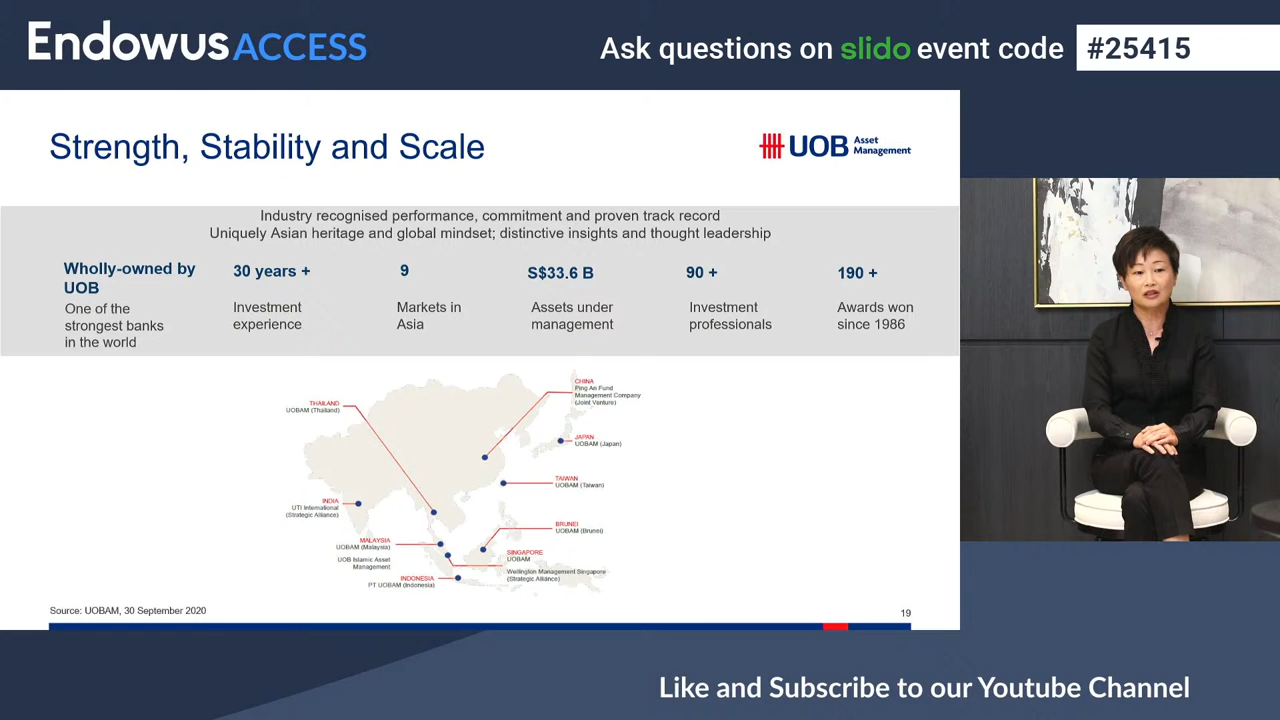 Endowus ACCESS
Ask questions on slido event code #25415
Strength, Stability and Scale
UOB Asset Management
Industry recognised performance, commitment and proven track record
Uniquely Asian heritage and global mindset; distinctive insights and thought leadership
Wholly-owned by
UOB
One of the
strongest banks
in the world
30 years +
Investment
experience
9
Markets in
Asia
S$33.6 B
Assets under
management
90 +
Investment
professionals
190 +
Awards won
since 1986
CHINA
Ping An Fund
Management Company
(Joint Venture)
THAILAND
UOBAM (Thailand)
JAPAN
UOBAM (Japan)
TAIWAN
UOBAM (Taiwan)
INDIA
UTI International
(Strategic Alliance)
BRUNEI
UOBAM (Brunei)
MALAYSIA
UOBAM (Malaysia)
UOB Islamic Asset
Management
SINGAPORE
UOBAM
Wellington Management Singapore
(Strategic Alliance)
INDONESIA
PT UOBAM (Indonesia)
Source: UOBAM, 30 September 2020
19
Like and Subscribe to our Youtube Channel